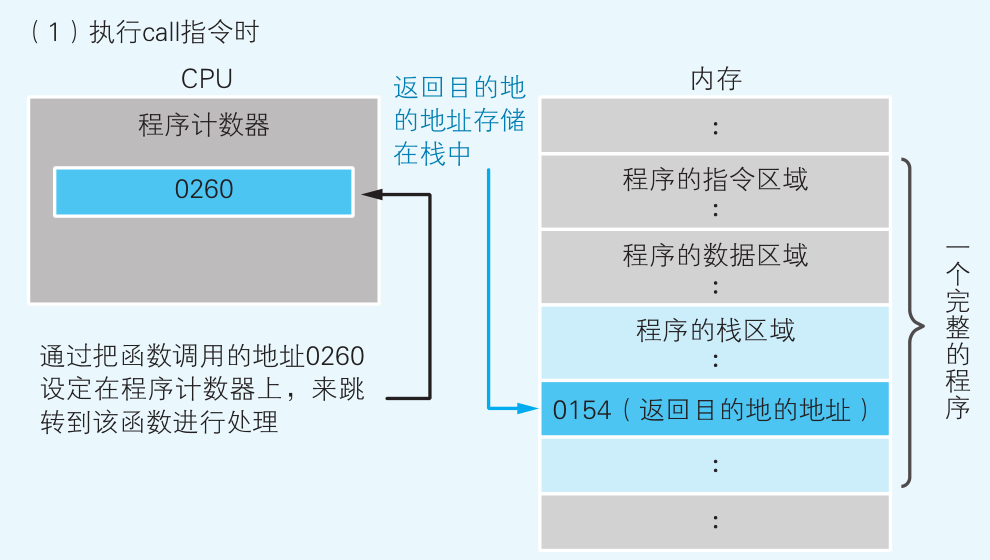 （1）执行call指令时
CPU
程序计数器
0260
返回目的地
的地址存储
在栈中
通过把函数调用的地址0260
设定在程序计数器上，来跳
转到该函数进行处理
内存
:
程序的指令区域
:
程序的数据区域
:
程序的栈区域
:
0154（返回目的地的地址）
:
:
一个完整的程序